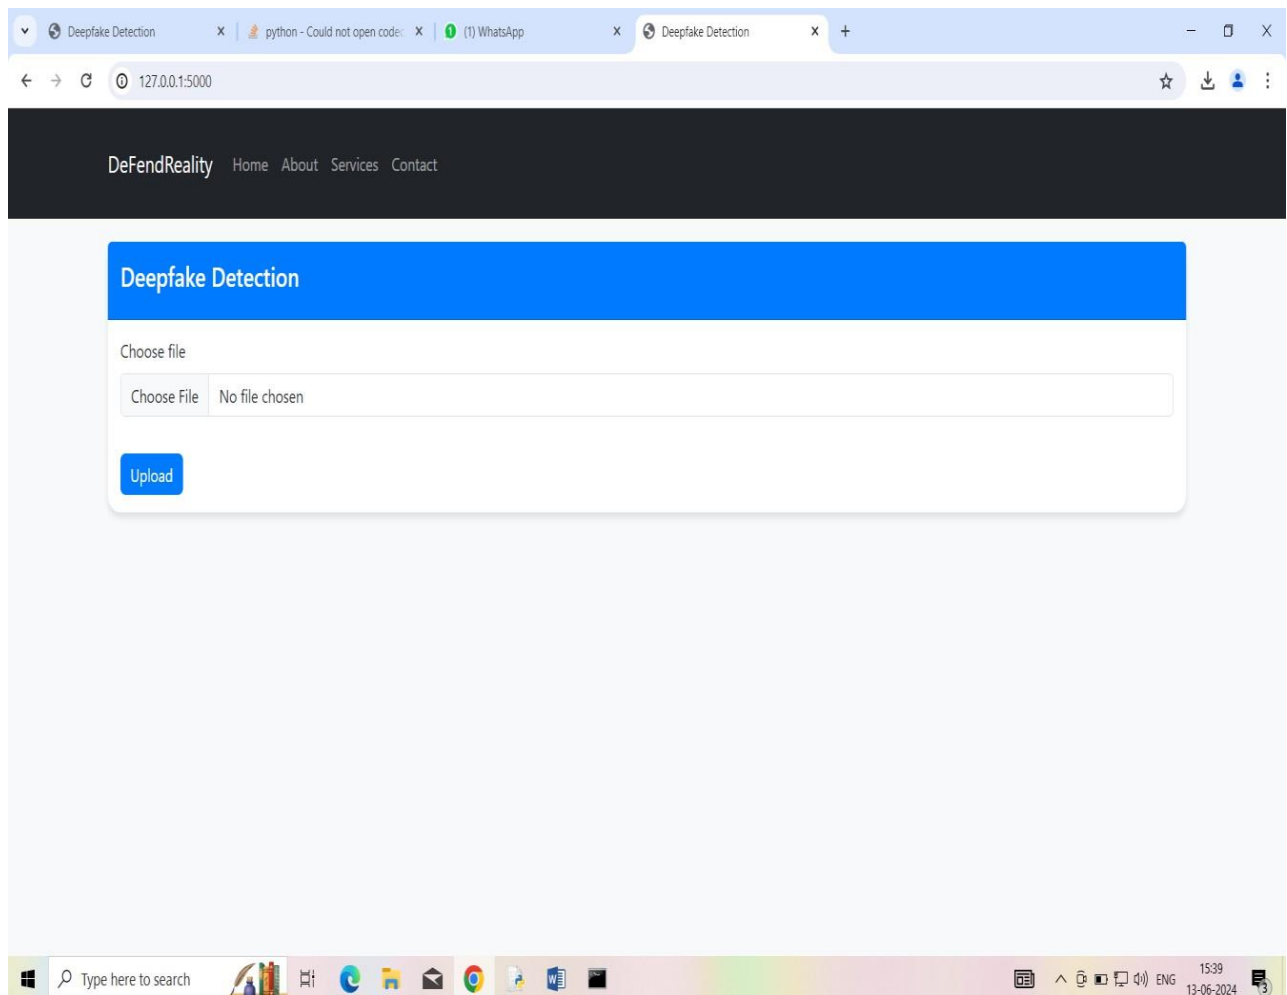 Deepfake Detection
python - Could not open codec
(1) WhatsApp
Deepfake Detection
127.0.0.1:5000
DeFendReality Home About Services Contact
Deepfake Detection
Choose file
Choose File No file chosen
Upload
Type here to search
ENG
15:39
13-06-2024
3